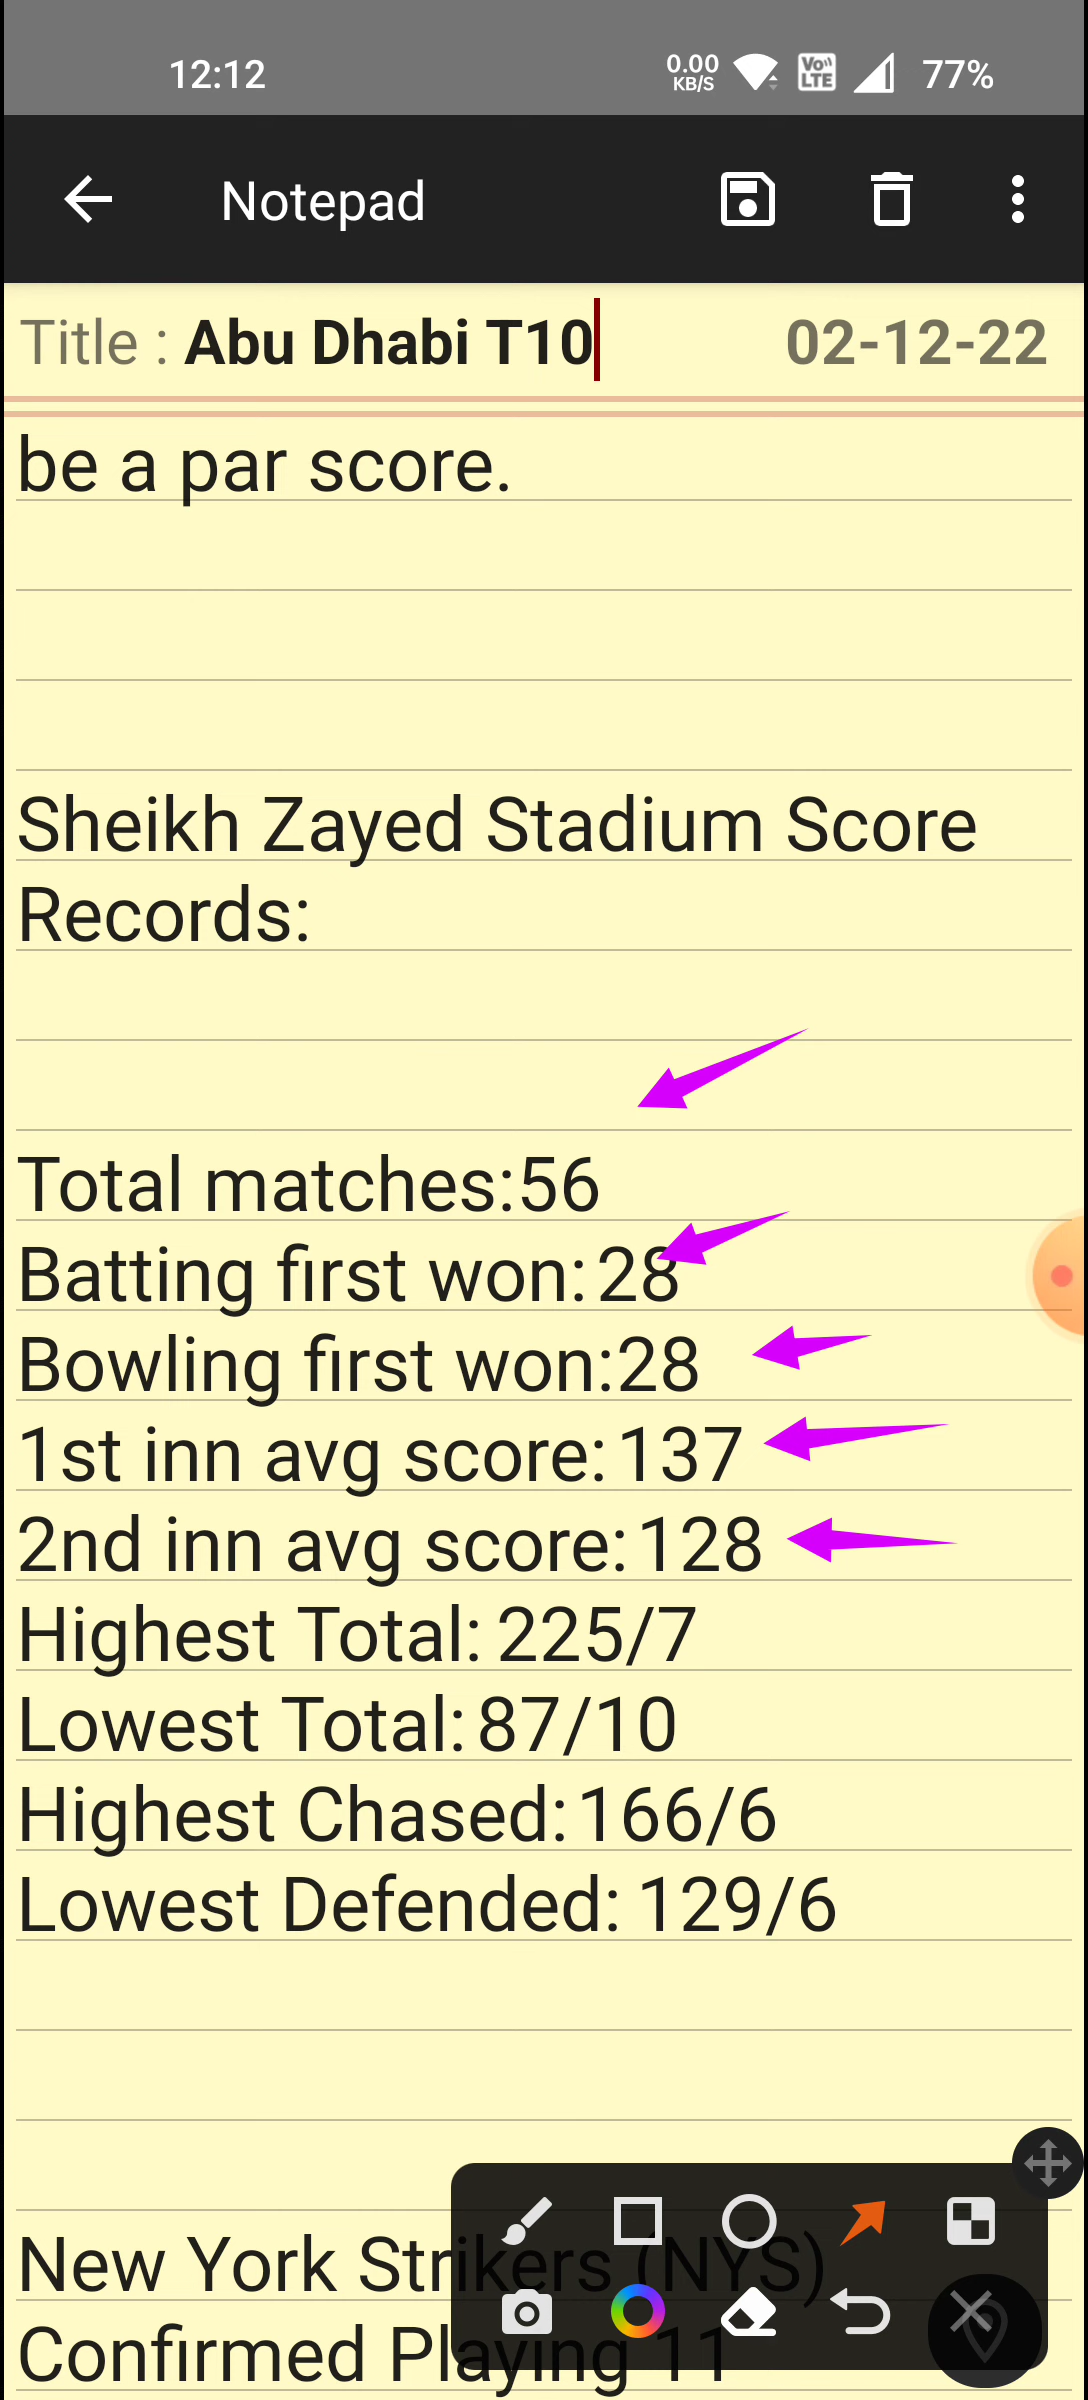 12:12 0.00 KB/S Vo)) LTE 77%
Notepad
Title : Abu Dhabi T10 02-12-22
be a par score.
Sheikh Zayed Stadium Score
Records:
Total matches:56
Batting first won: 28
Bowling first won:28
1st inn avg score: 137
2nd inn avg score: 128
Highest Total: 225/7
Lowest Total: 87/10
Highest Chased: 166/6
Lowest Defended: 129/6
New York Strikers (NYS)
Confirmed Playing 11